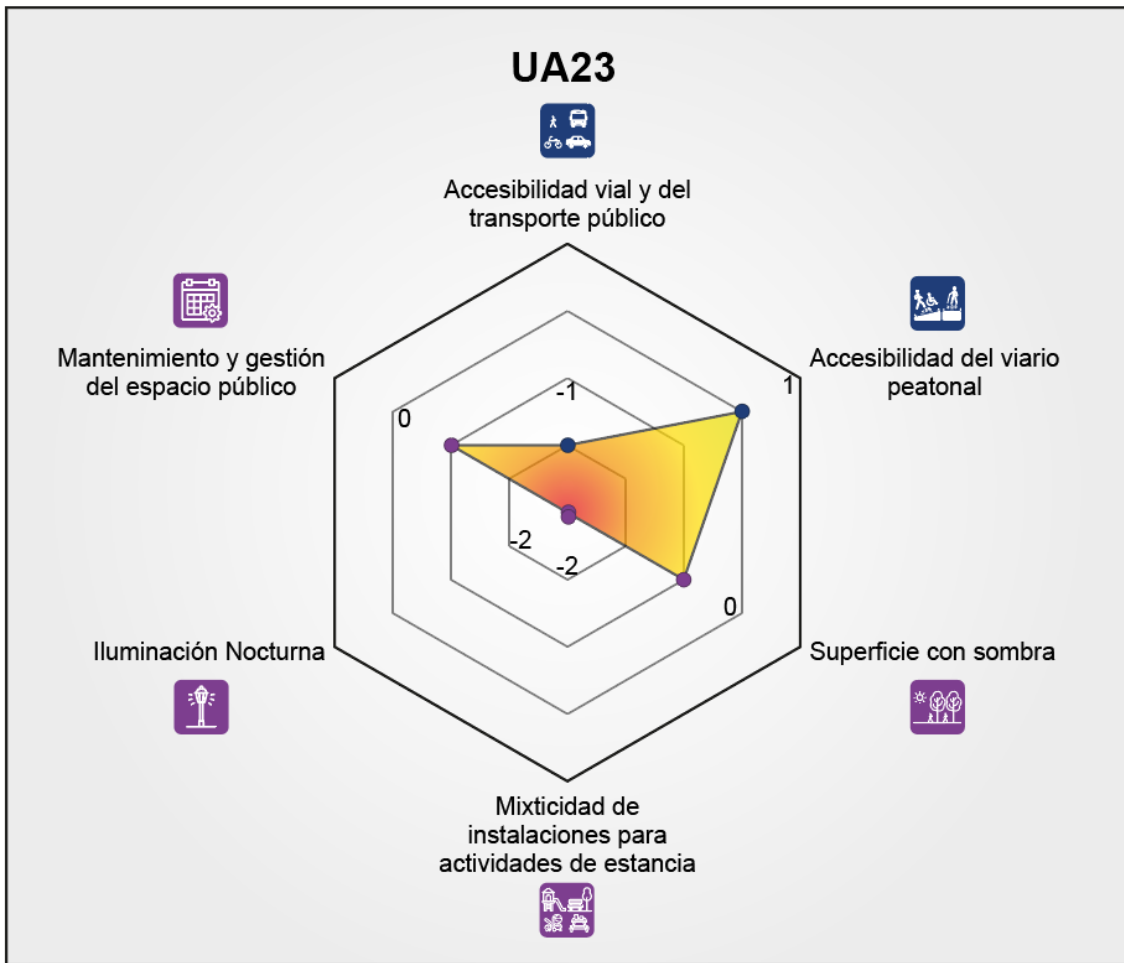 UA23
Accesibilidad vial y del
transporte público
Mantenimiento y gestión
del espacio público
Accesibilidad del viario
peatonal
1
-1
0
-2
-2
0
Iluminación Nocturna
Superficie con sombra
Mixticidad de
instalaciones para
actividades de estancia